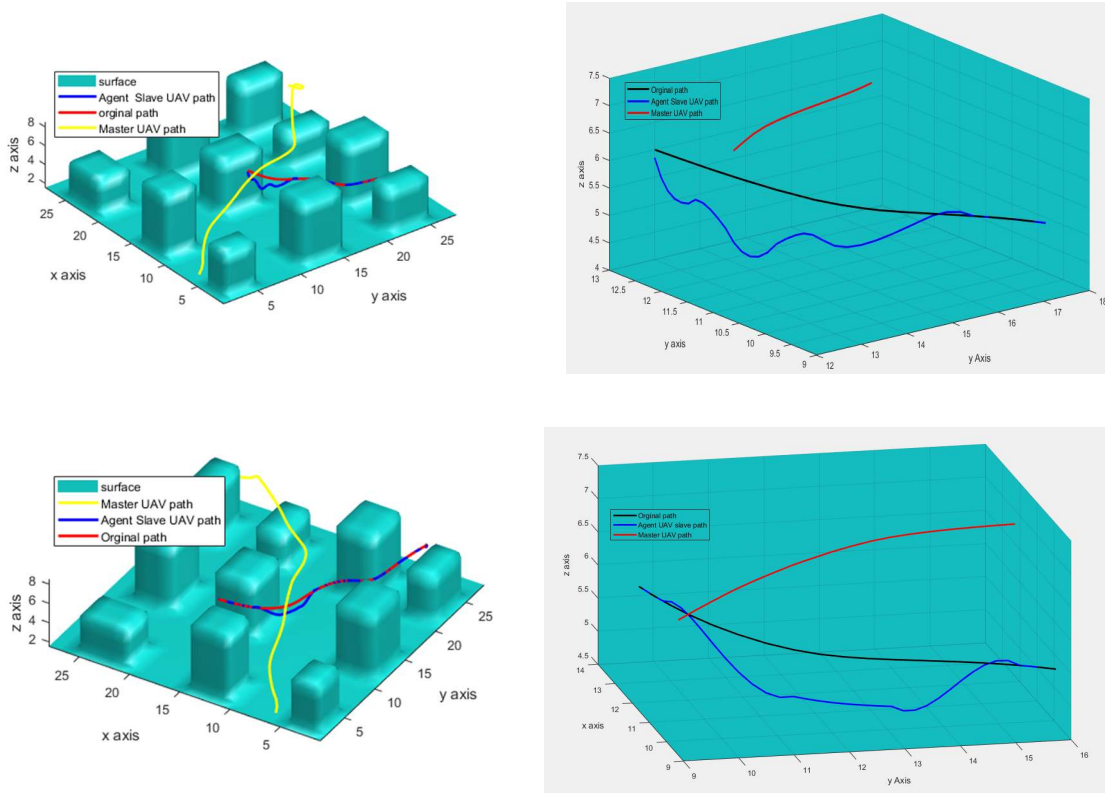 surface
Agent  Slave UAV path
orginal path
Master UAV path
z axis
8
6
4
2
25
20
15
10
5
x axis
5
10
15
20
25
y axis
Orginal path
Agent Slave UAV path
Master UAV path
z axis
7.5
7
6.5
6
5.5
5
4.5
4
13
12.5
12
11.5
11
10.5
10
9.5
9
y axis
12
13
14
15
16
17
18
y Axis
surface
Master UAV path
Agent Slave UAV path
Orginal path
z axis
8
6
4
2
25
20
15
10
5
x axis
5
10
15
20
25
y axis
Orginal path
Agent UAV slave path
Master UAV path
z axis
7.5
7
6.5
6
5.5
5
4.5
14
13
12
11
10
9
x axis
9
10
11
12
13
14
15
16
y Axis